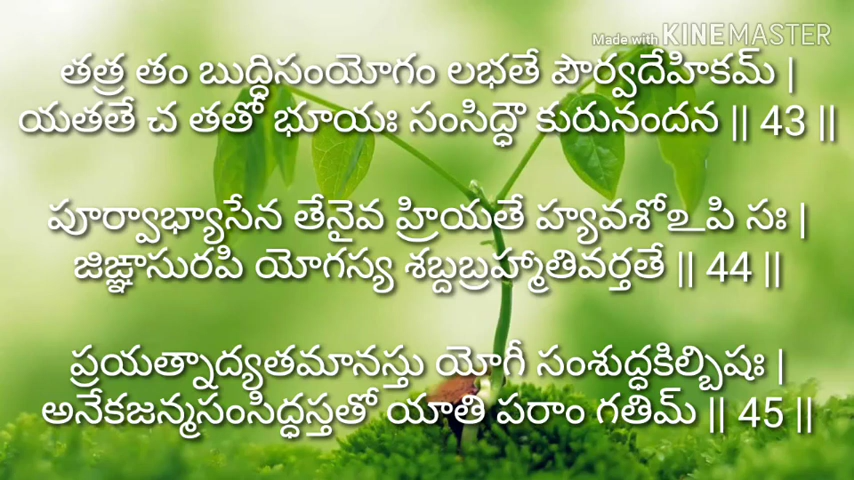 Made with KINEMASTER
తత్ర తం బుద్ధిసంయోగం లభతే పౌర్వదేహికమ్ |
యతతే చ తతో భూయః సంసిద్ధౌ కురునందన || 43 ||
పూర్వాభ్యాసేన తేనైవ హ్రియతే హ్యవశోఽపి సః |
జిఙ్ఞాసురపి యోగస్య శబ్దబ్రహ్మాతివర్తతే || 44 ||
ప్రయత్నాద్యతమానస్తు యోగీ సంశుద్ధకిల్బిషః |
అనేకజన్మసంసిద్ధస్తతో యాతి పరాం గతిమ్ || 45 ||